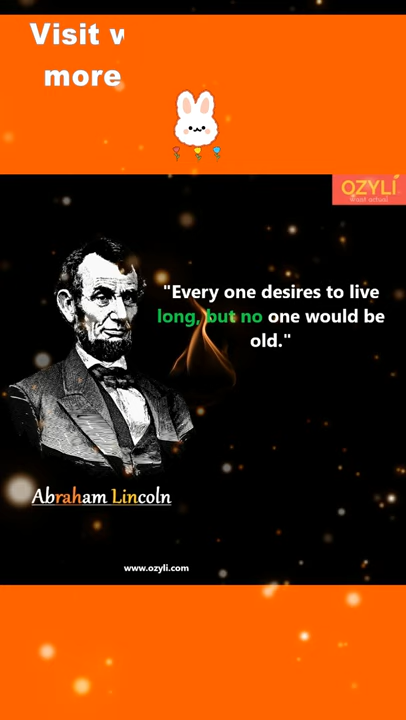 Visit w
more
OZYLİ
"Every one desires to live
long, but no one would be
old."
Abraham Lincoln
www.ozyli.com